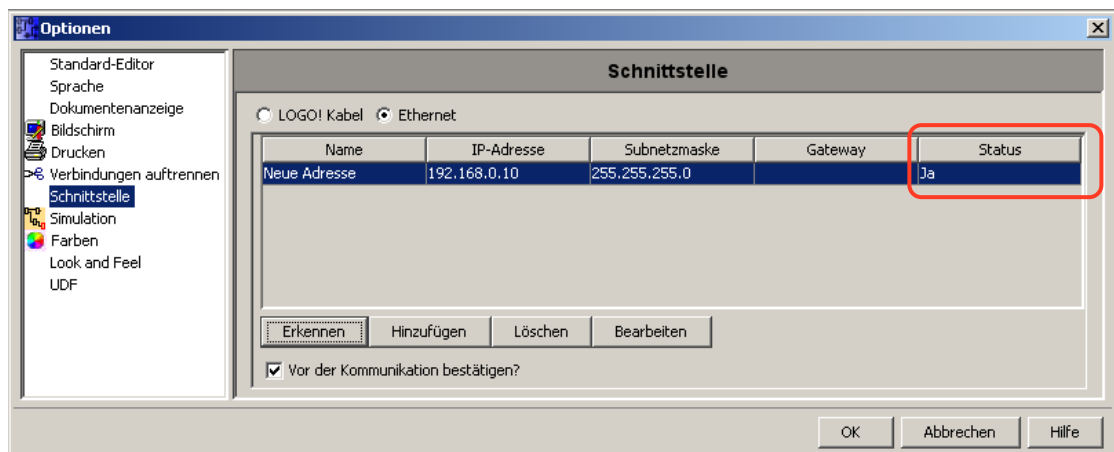 Optionen
Standard-Editor
Sprache
Dokumentenanzeige
Bildschirm
Drucken
Verbindungen auftrennen
Schnittstelle
Simulation
Farben
Look and Feel
UDF
Schnittstelle
LOGO! Kabel Ethernet
Name IP-Adresse Subnetzmaske Gateway Status
Neue Adresse 192.168.0.10 255.255.255.0 Ja
Erkennen Hinzufügen Löschen Bearbeiten
Vor der Kommunikation bestätigen?
OK Abbrechen Hilfe